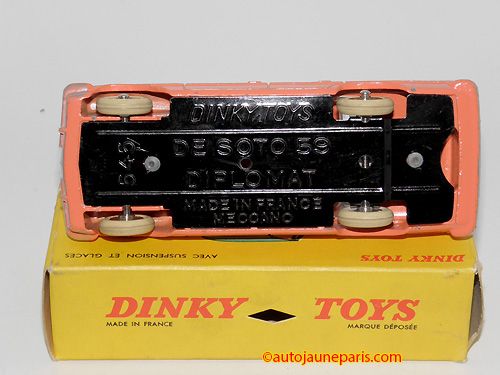 DINKY TOYS
DE SOTO 59
545
DIPLOMAT
MADE IN FRANCE
MECCANO
AVEC SUSPENSION ET GLACES
DINKY TOYS
DINKY TOYS
MADE IN FRANCE
MARQUE DÉPOSÉE
©autojauneparis.com